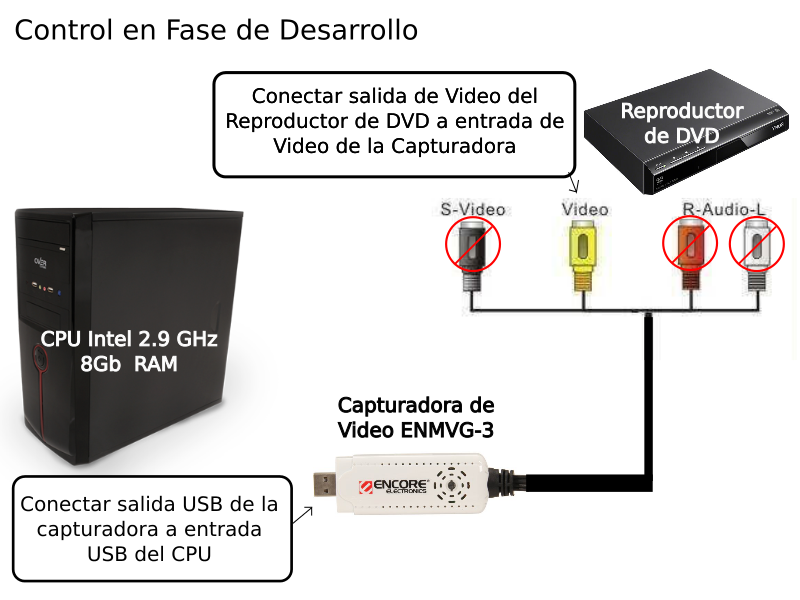 Control en Fase de Desarrollo
Conectar salida de Video del
Reproductor de DVD a entrada de
Video de la Capturadora
Reproductor
de DVD
S-Video
Video
R-Audio-L
CPU Intel 2.9 GHz
8Gb RAM
Capturadora de
Video ENMVG-3
ENCORE
ELECTRONICS
Conectar salida USB de la
capturadora a entrada
USB del CPU